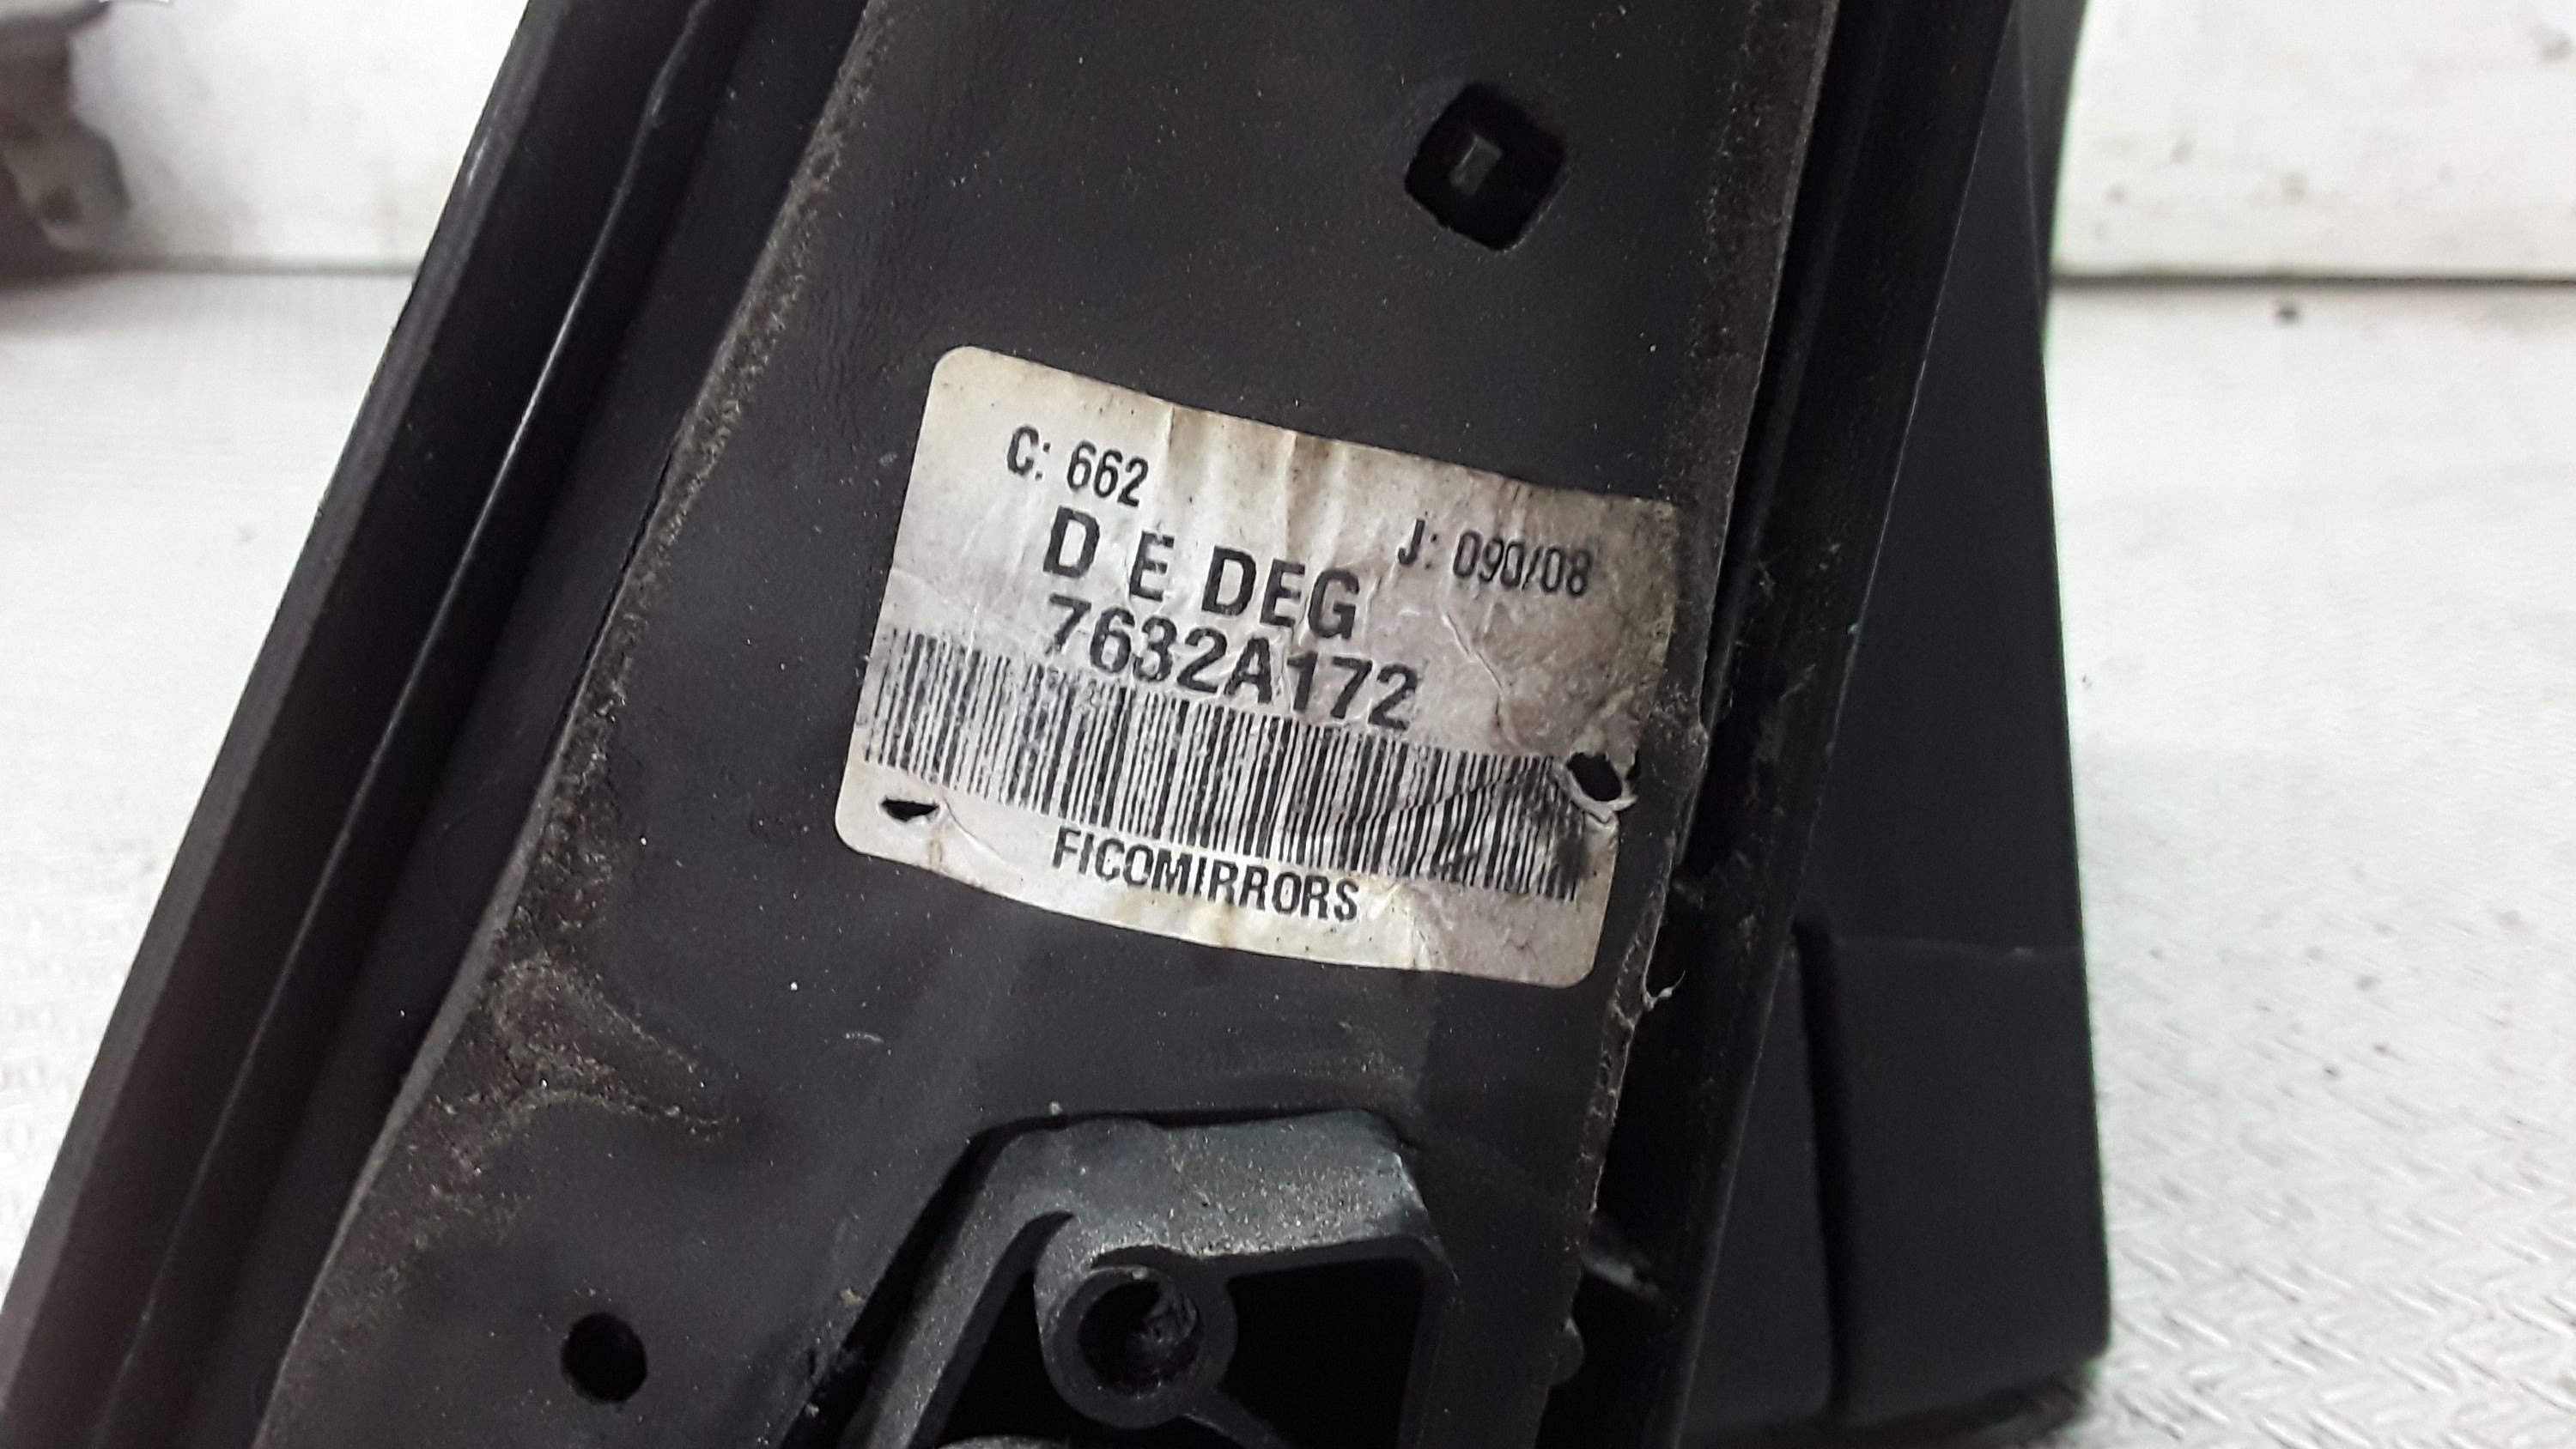 C: 662
J: 090/08
D E DEG
7632A172
FICOMIRRORS